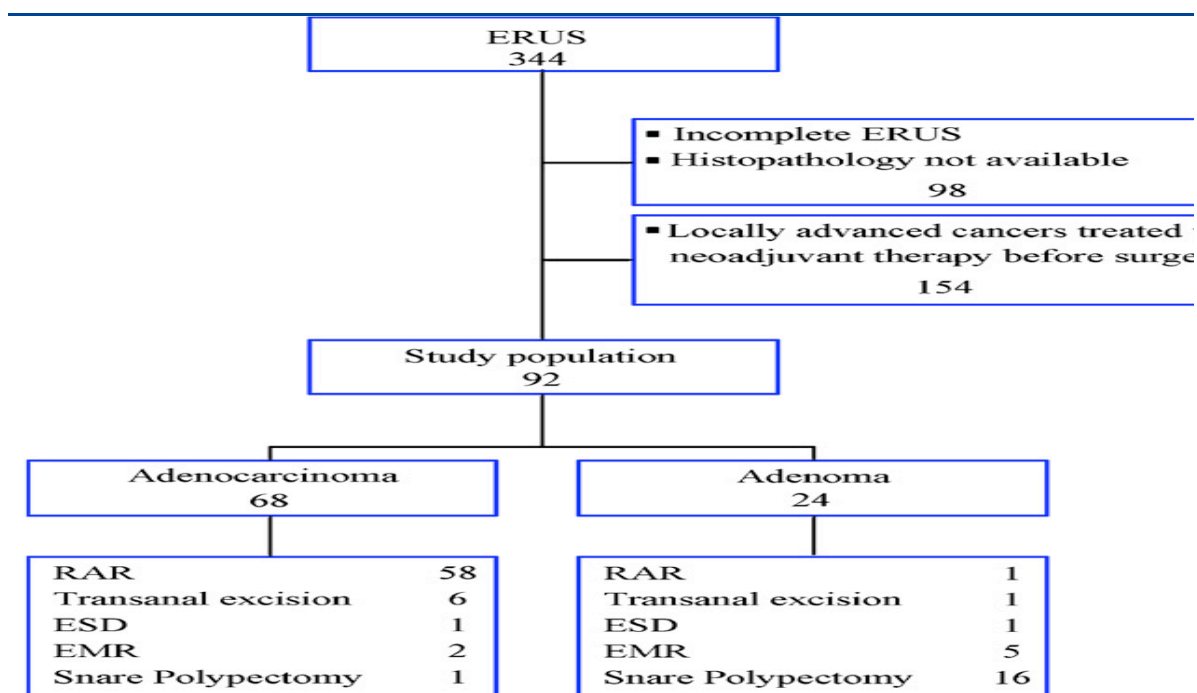 ERUS
344
▪ Incomplete ERUS
▪ Histopathology not available
98
▪ Locally advanced cancers treated
neoadjuvant therapy before
154
Study population
92
Adenocarcinoma
68
Adenoma
24
RAR 58
Transanal excision 6
ESD 1
EMR 2
Snare Polypectomy 1
RAR 1
Transanal excision 1
ESD 1
EMR 5
Snare Polypectomy 16